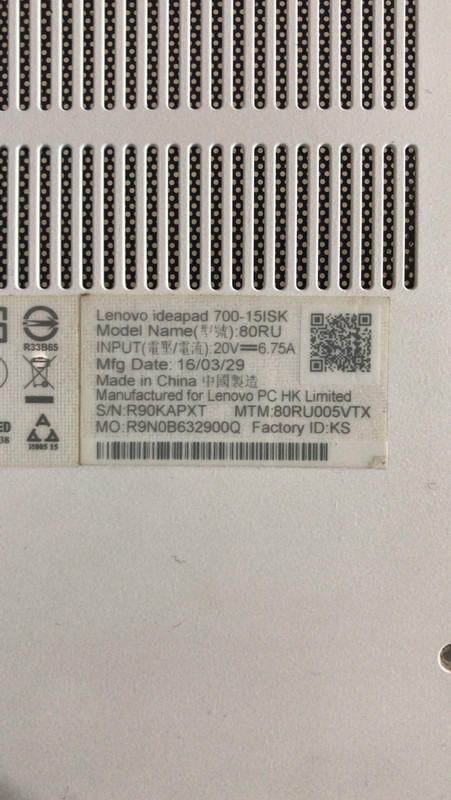 R33B65
Lenovo ideapad 700-15ISK
Model Name(型號):80RU
INPUT(電壓/電流):20V⎓6.75A
Mfg Date: 16/03/29
Made in China 中國製造
Manufactured for Lenovo PC HK Limited
S/N:R90KAPXT MTM:80RU005VTX
MO:R9N0B632900Q Factory ID:KS
ED
38